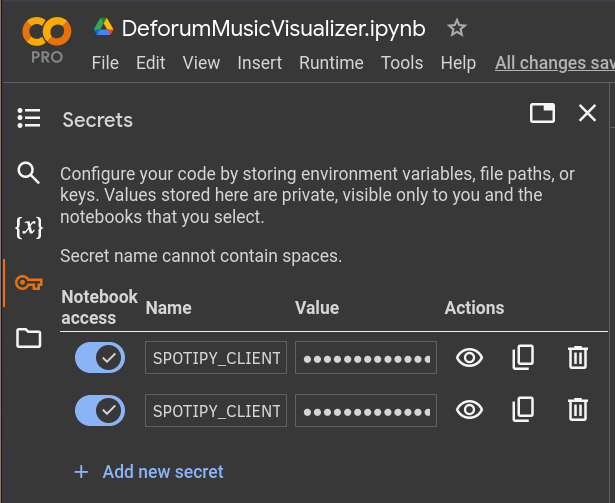 DeforumMusicVisualizer.ipynb
PRO
File Edit View Insert Runtime Tools Help All changes sav
Secrets
Configure your code by storing environment variables, file paths, or
keys. Values stored here are private, visible only to you and the
notebooks that you select.
Secret name cannot contain spaces.
Notebook
access Name Value Actions
SPOTIPY_CLIENT ●●●●●●●●●●●●●
SPOTIPY_CLIENT ●●●●●●●●●●●●●
+ Add new secret